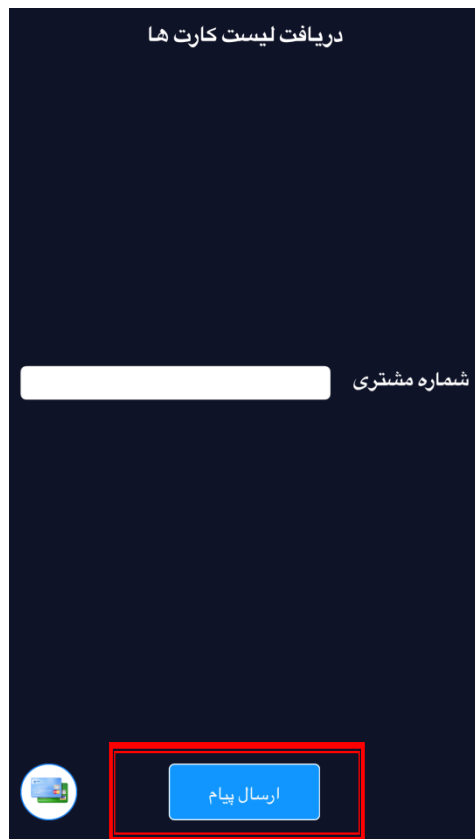 دریافت لیست کارت ها
شماره مشتری
ارسال پیام